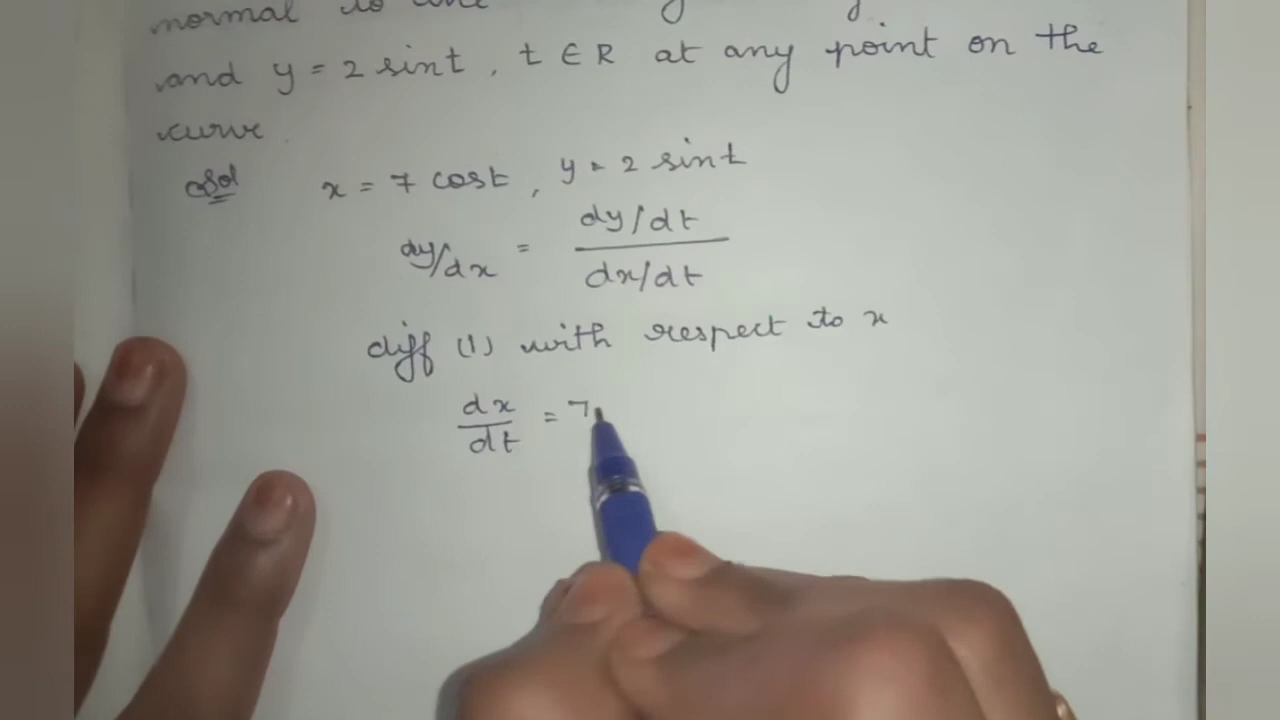 normal to
and y = 2 sint, t ∈ R at any point on the
curve.
Sol x = 7 cost, y = 2 sint
dy/dx = dy/dt / dx/dt
diff (1) with respect to x
dx/dt = 7